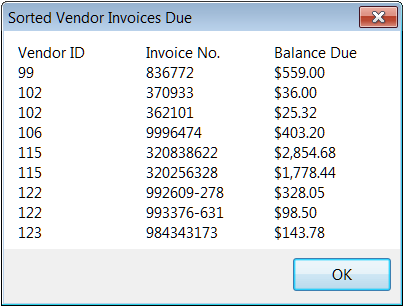 Sorted Vendor Invoices Due
Vendor ID Invoice No. Balance Due
99 836772 $559.00
102 370933 $36.00
102 362101 $25.32
106 9996474 $403.20
115 320838622 $2,854.68
115 320256328 $1,778.44
122 992609-278 $328.05
122 993376-631 $98.50
123 984343173 $143.78
OK